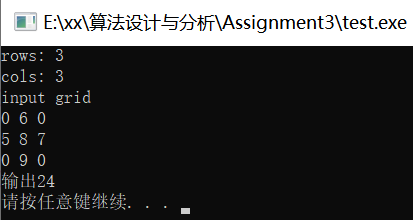 E:\xx\算法设计与分析\Assignment3\test.exe
rows: 3
cols: 3
input grid
0 6 0
5 8 7
0 9 0
输出24
请按任意键继续. . .